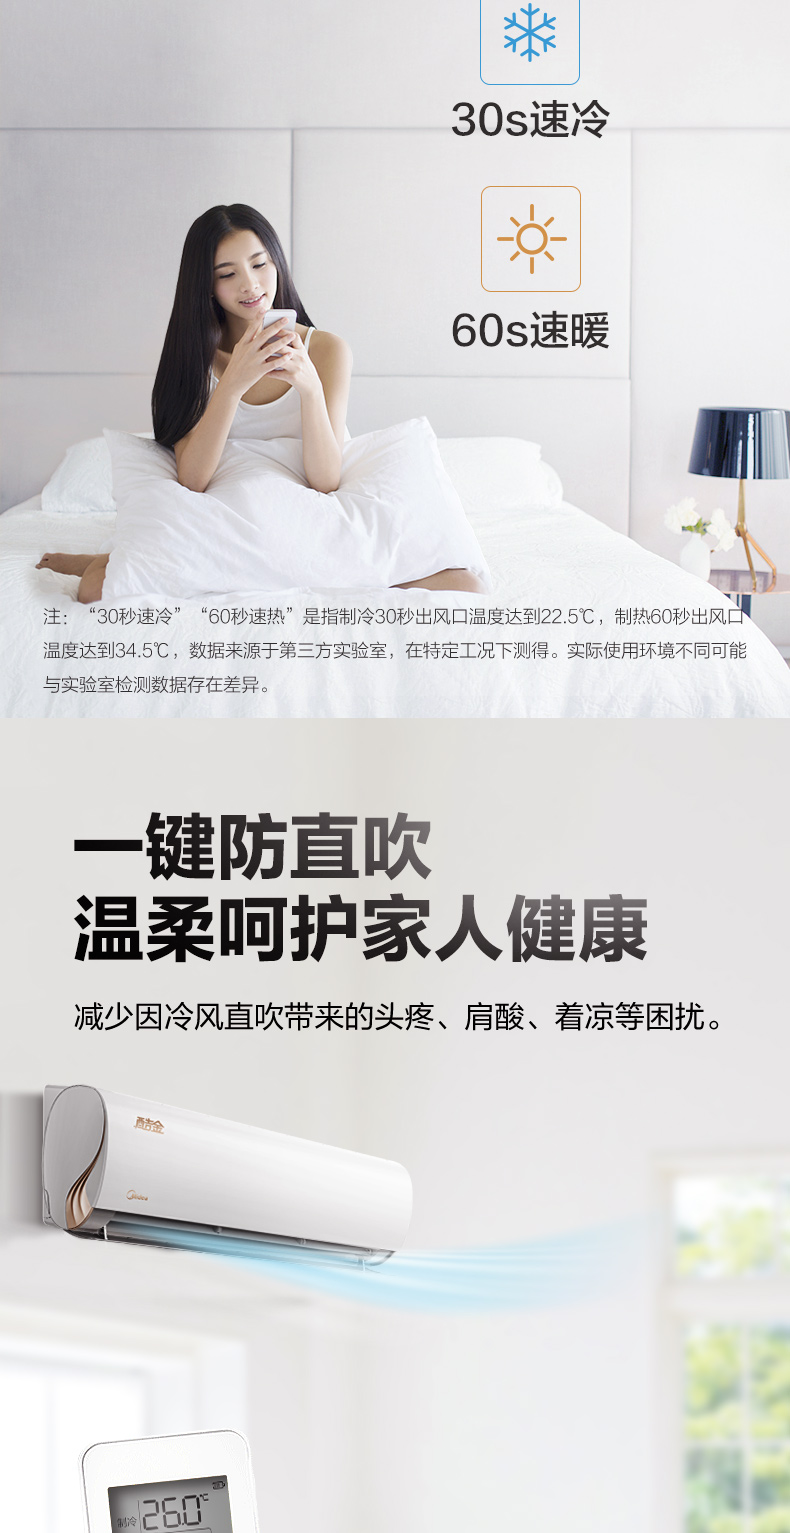 30s速冷
60s速暖
注：“30秒速冷”“60秒速热”是指制冷30秒出风口温度达到22.5℃，制热60秒出风口
温度达到34.5℃，数据来源于第三方实验室，在特定工况下测得。实际使用环境不同可能
与实验室检测数据存在差异。
一键防直吹
温柔呵护家人健康
减少因冷风直吹带来的头疼、肩酸、着凉等困扰。
酷金
Midea
制冷 26.0℃